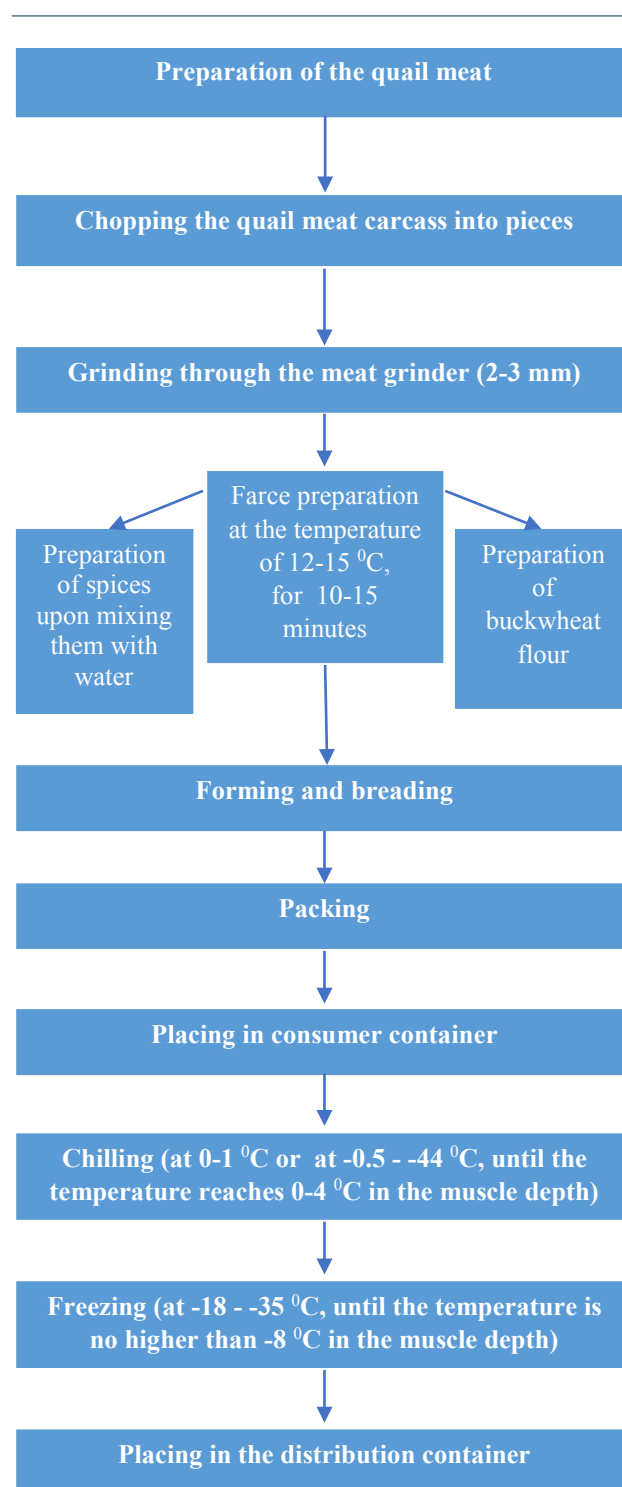 Preparation of the quail meat
Chopping the quail meat carcass into pieces
Grinding through the meat grinder (2-3 mm)
Farce preparation
at the temperature
of 12-15 ⁰C,
for 10-15
minutes
Preparation
of spices
upon mixing
them with
water
Preparation
of
buckwheat
flour
Forming and breading
Packing
Placing in consumer container
Chilling (at 0-1 ⁰C or at -0.5 - -44 ⁰C, until the
temperature reaches 0-4 ⁰C in the muscle depth)
Freezing (at -18 - -35 ⁰C, until the temperature is
no higher than -8 ⁰C in the muscle depth)
Placing in the distribution container